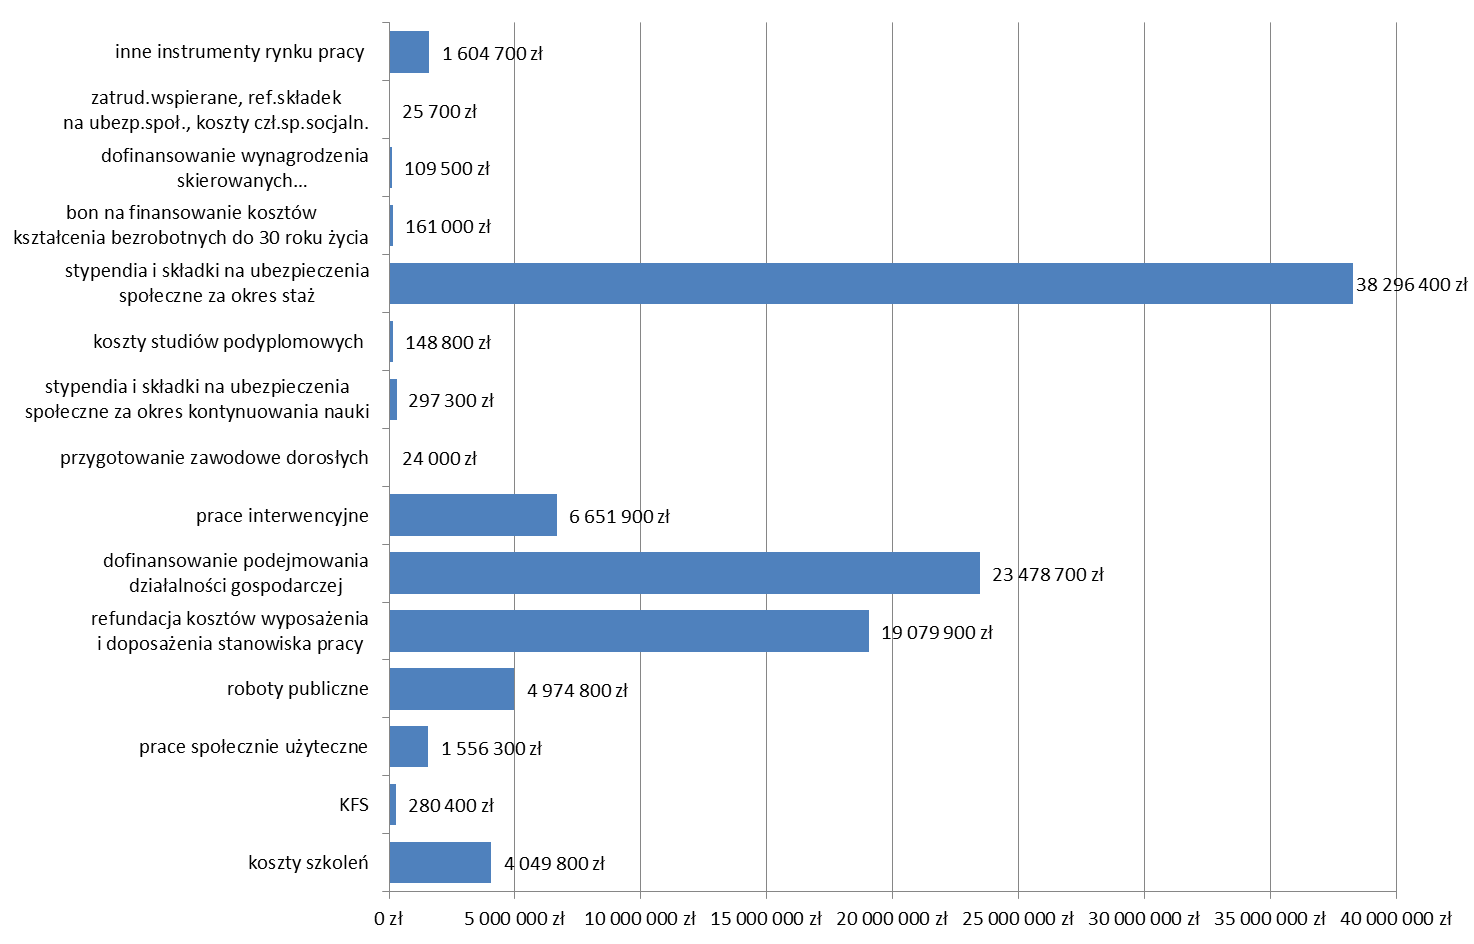 inne instrumenty rynku pracy
1 604 700 zł
zatrud.wspierane, ref.składek
na ubezp.społ., koszty czł.sp.socjaln.
25 700 zł
dofinansowanie wynagrodzenia
skierowanych...
109 500 zł
bon na finansowanie kosztów
kształcenia bezrobotnych do 30 roku życia
161 000 zł
stypendia i składki na ubezpieczenia
społeczne za okres staż
38 296 400 zł
koszty studiów podyplomowych
148 800 zł
stypendia i składki na ubezpieczenia
społeczne za okres kontynuowania nauki
297 300 zł
przygotowanie zawodowe dorosłych
24 000 zł
prace interwencyjne
6 651 900 zł
dofinansowanie podejmowania
działalności gospodarczej
23 478 700 zł
refundacja kosztów wyposażenia
i doposażenia stanowiska pracy
19 079 900 zł
roboty publiczne
4 974 800 zł
prace społecznie użyteczne
1 556 300 zł
KFS
280 400 zł
koszty szkoleń
4 049 800 zł
0 zł 5 000 000 zł 10 000 000 zł 15 000 000 zł 20 000 000 zł 25 000 000 zł 30 000 000 zł 35 000 000 zł 40 000 000 zł